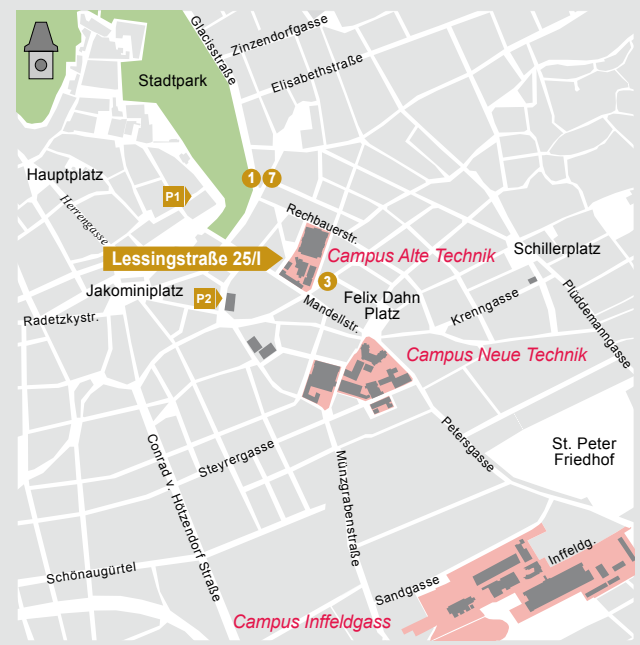 Glacisstraße
Zinzendorfgasse
Elisabethstraße
Stadtpark
Hauptplatz
Herrengasse
P1
1
7
Rechbauerstr.
Lessingstraße 25/I
Campus Alte Technik
Schillerplatz
Jakominiplatz
P2
3
Felix Dahn
Platz
Mandellstr.
Krenngasse
Plüddemanngasse
Radetzkystr.
Campus Neue Technik
Petersgasse
Steyrergasse
Münzgrabenstraße
Conrad v. Hötzendorf Straße
St. Peter
Friedhof
Schönaugürtel
Sandgasse
Inffeldg.
Campus Inffeldgass